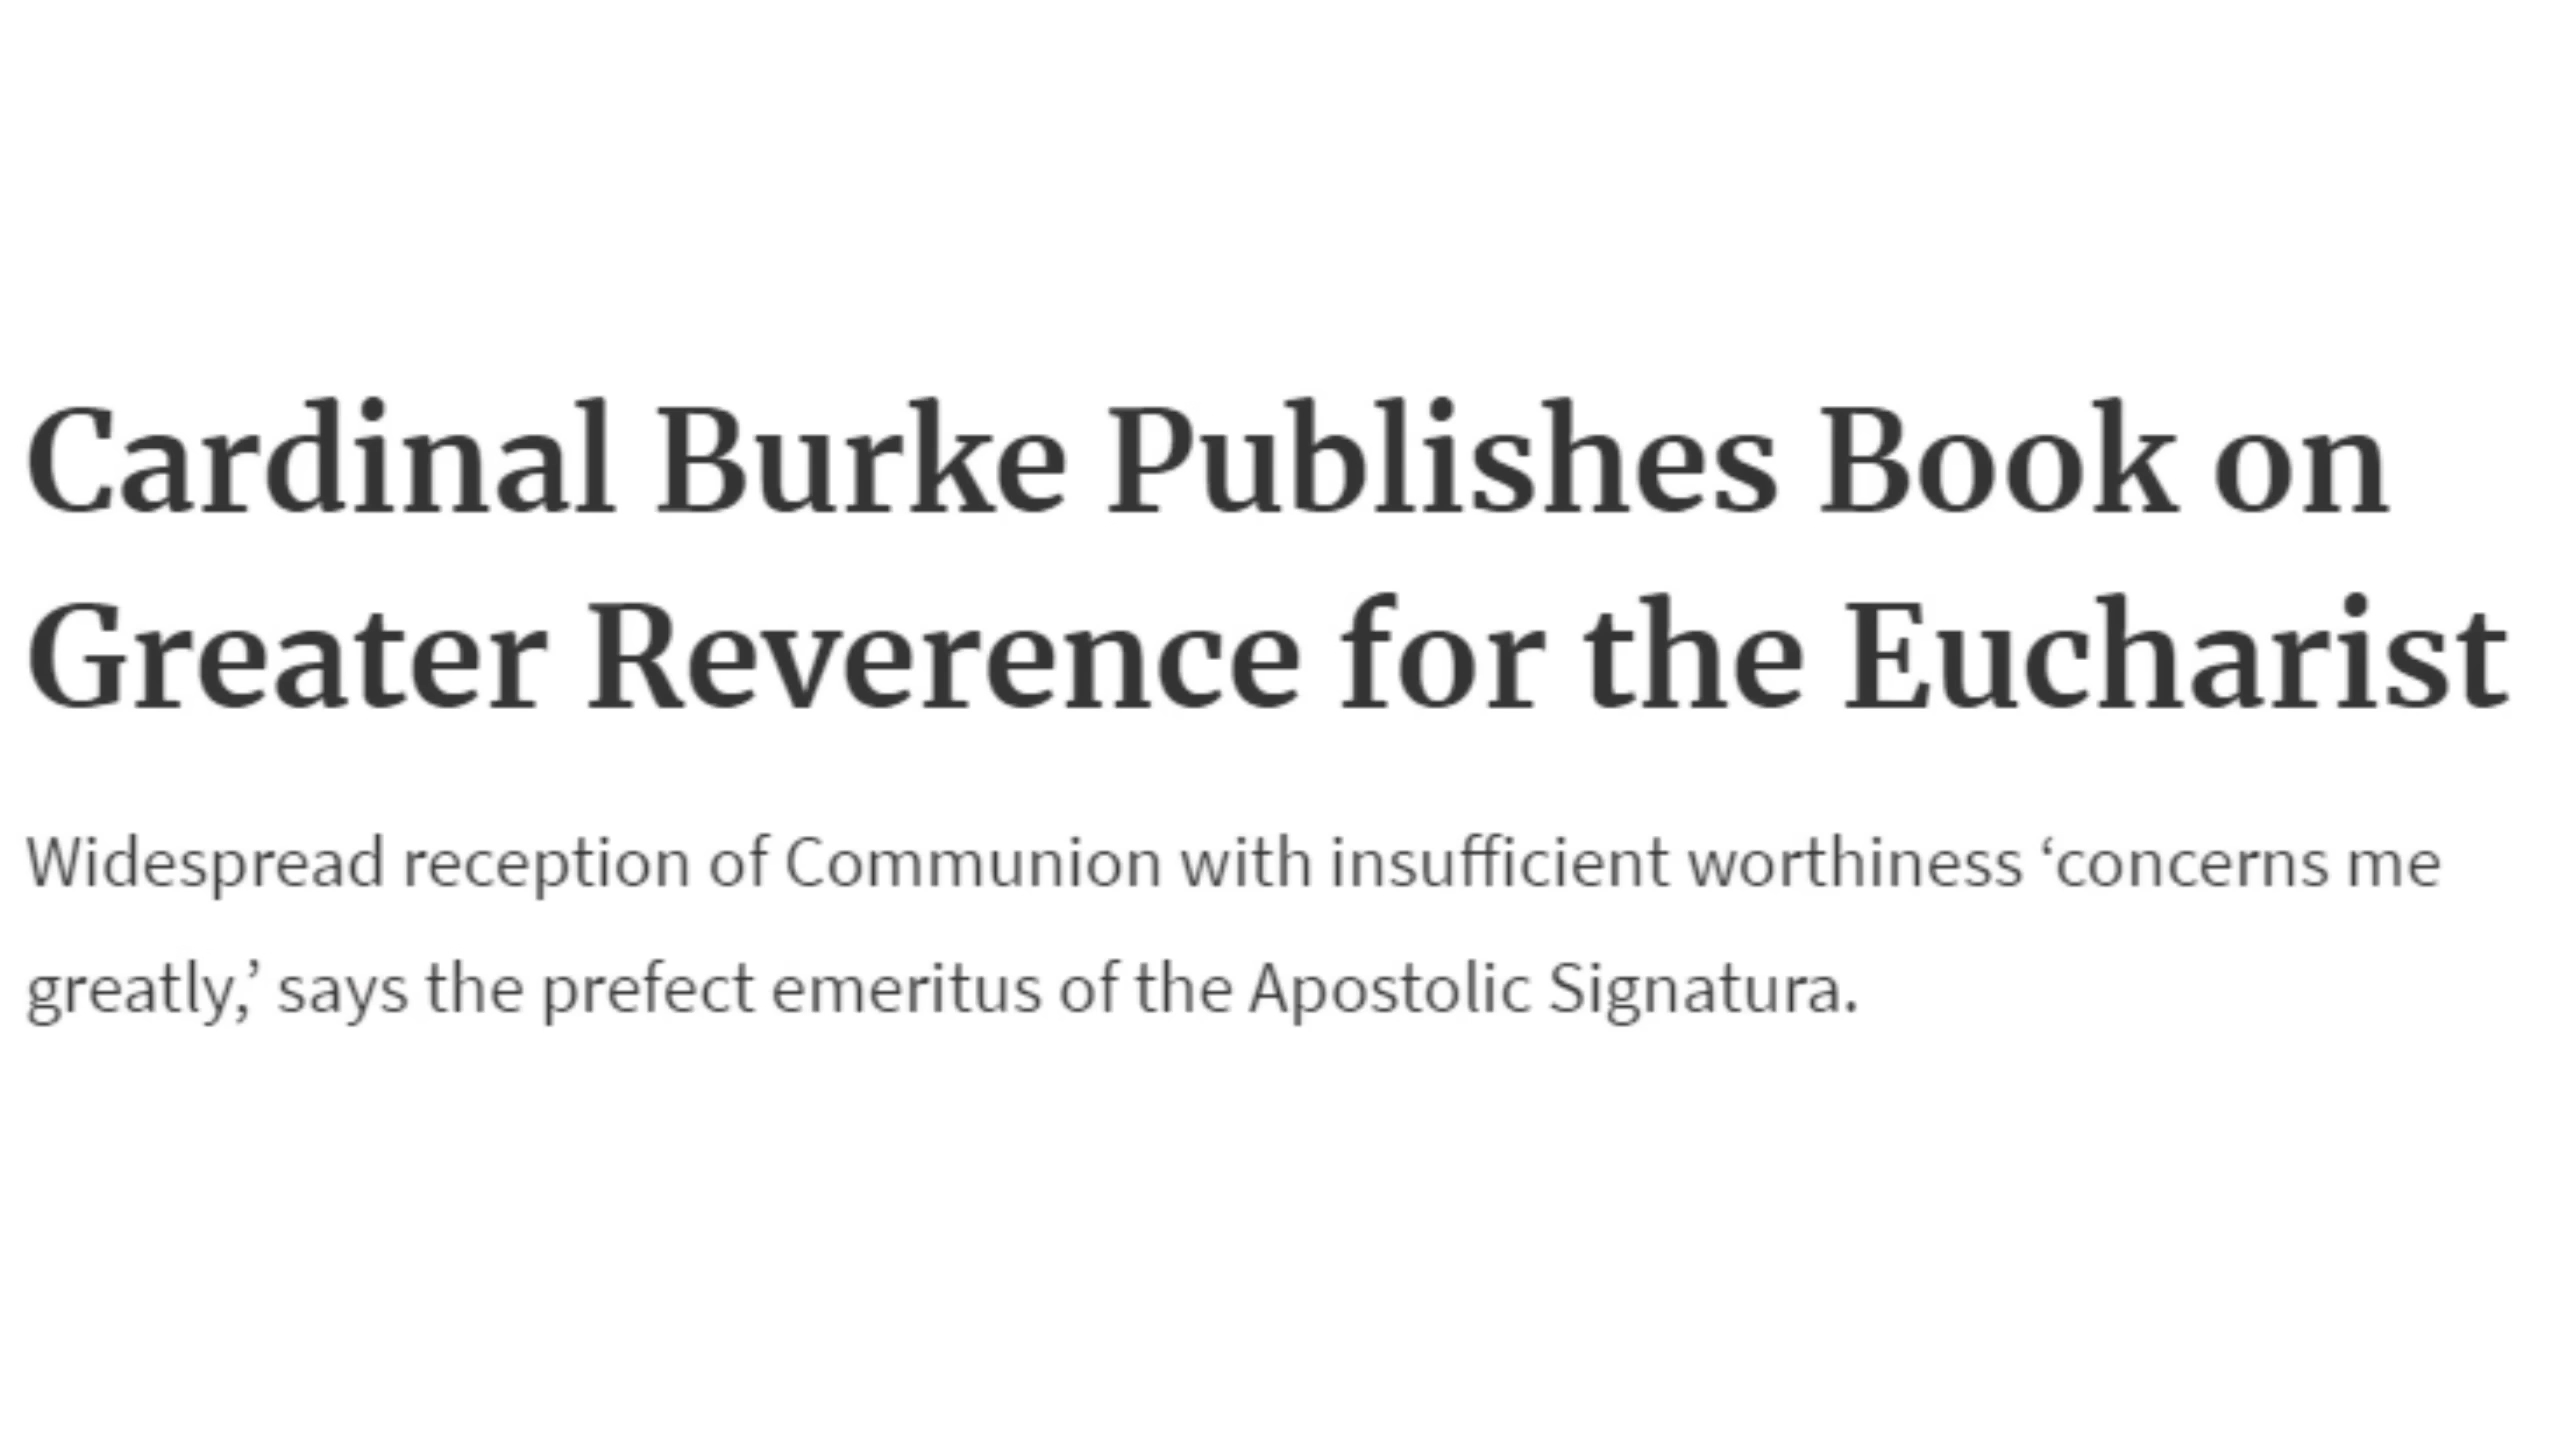 Cardinal Burke Publishes Book on
Greater Reverence for the Eucharist
Widespread reception of Communion with insufficient worthiness ‘concerns me
greatly,’ says the prefect emeritus of the Apostolic Signatura.